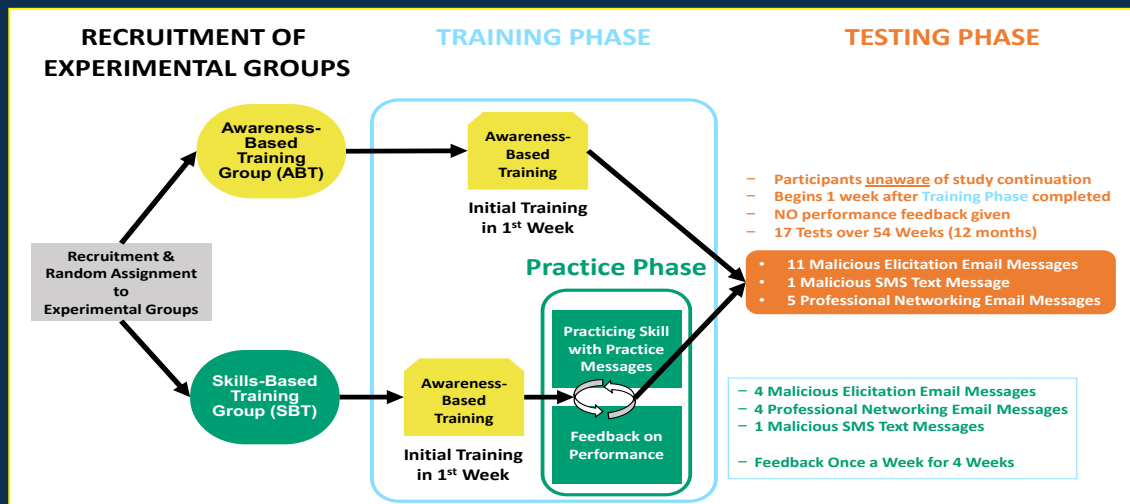 RECRUITMENT OF
EXPERIMENTAL GROUPS
TRAINING PHASE
TESTING PHASE
Awareness-
Based
Training
Group (ABT)
Awareness-
Based
Training
Initial Training
in 1st Week
Recruitment &
Random Assignment
to
Experimental Groups
Skills-Based
Training
Group (SBT)
Awareness-
Based
Training
Initial Training
in 1st Week
Practice Phase
Practicing Skill
with Practice
Messages
Feedback on
Performance
– Participants unaware of study continuation
– Begins 1 week after Training Phase completed
– NO performance feedback given
– 17 Tests over 54 Weeks (12 months)
• 11 Malicious Elicitation Email Messages
• 1 Malicious SMS Text Message
• 5 Professional Networking Email Messages
– 4 Malicious Elicitation Email Messages
– 4 Professional Networking Email Messages
– 1 Malicious SMS Text Messages
– Feedback Once a Week for 4 Weeks